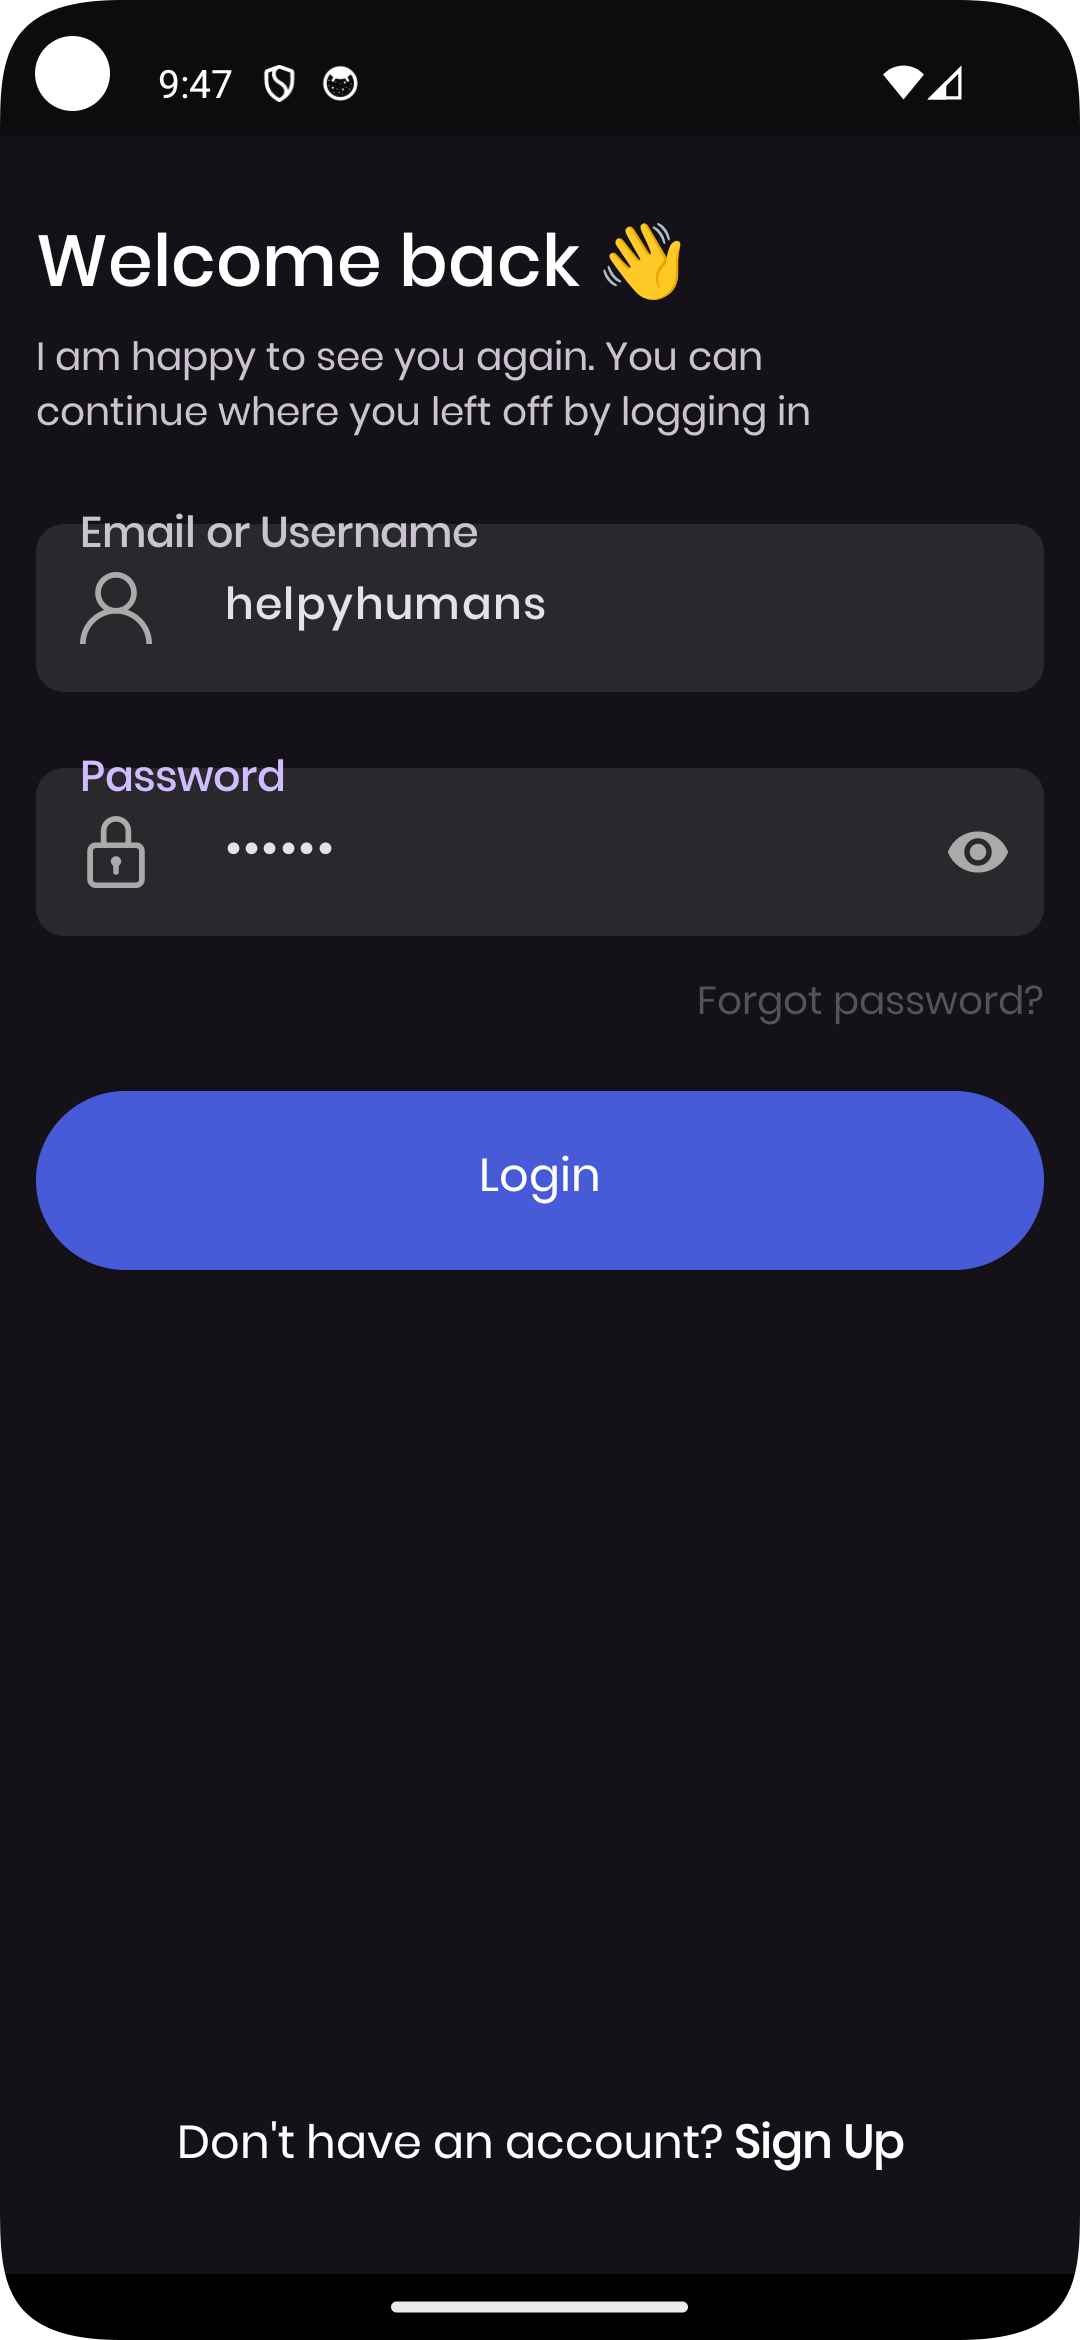 9:47
Welcome back 👋
I am happy to see you again. You can
continue where you left off by logging in
Email or Username
helpyhumans
Password
••••••
Forgot password?
Login
Don't have an account? Sign Up